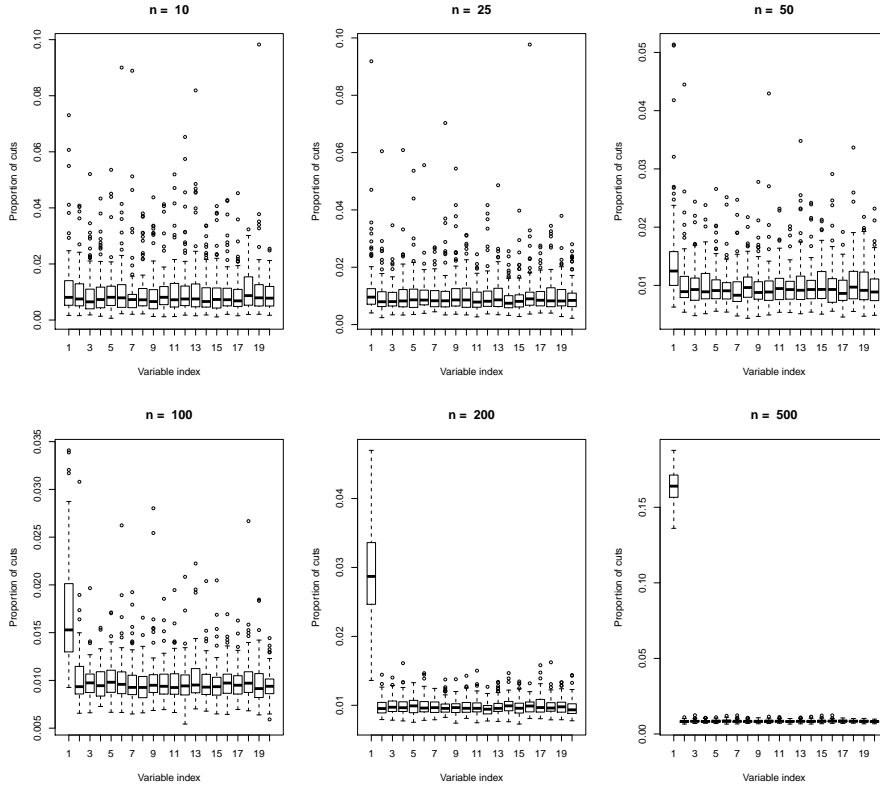 n = 10
Proportion of cuts
0.00 0.02 0.04 0.06 0.08 0.10
1 3 5 7 9 11 13 15 17 19
Variable index
n = 25
Proportion of cuts
0.00 0.02 0.04 0.06 0.08 0.10
1 3 5 7 9 11 13 15 17 19
Variable index
n = 50
Proportion of cuts
0.01 0.02 0.03 0.04 0.05
1 3 5 7 9 11 13 15 17 19
Variable index
n = 100
Proportion of cuts
0.005 0.010 0.015 0.020 0.025 0.030 0.035
1 3 5 7 9 11 13 15 17 19
Variable index
n = 200
Proportion of cuts
0.01 0.02 0.03 0.04
1 3 5 7 9 11 13 15 17 19
Variable index
n = 500
Proportion of cuts
0.00 0.05 0.10 0.15
1 3 5 7 9 11 13 15 17 19
Variable index